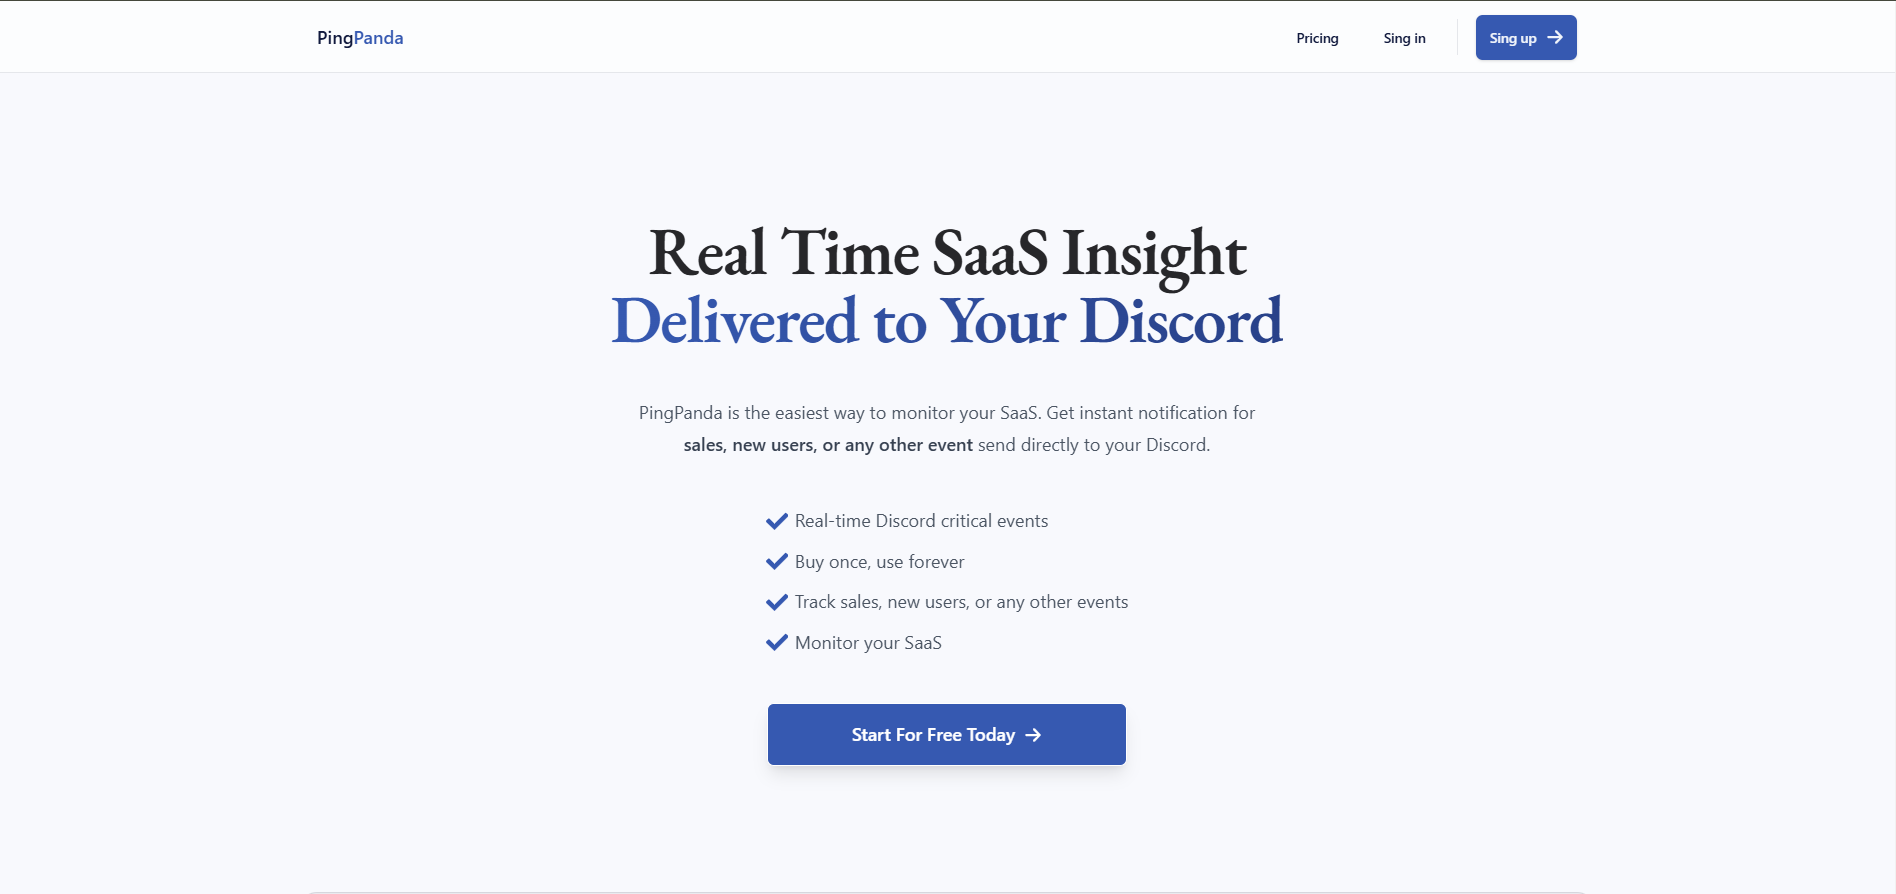 PingPanda
Pricing
Sing in
Sing up
Real Time SaaS Insight
Delivered to Your Discord
PingPanda is the easiest way to monitor your SaaS. Get instant notification for
sales, new users, or any other event send directly to your Discord.
Real-time Discord critical events
Buy once, use forever
Track sales, new users, or any other events
Monitor your SaaS
Start For Free Today